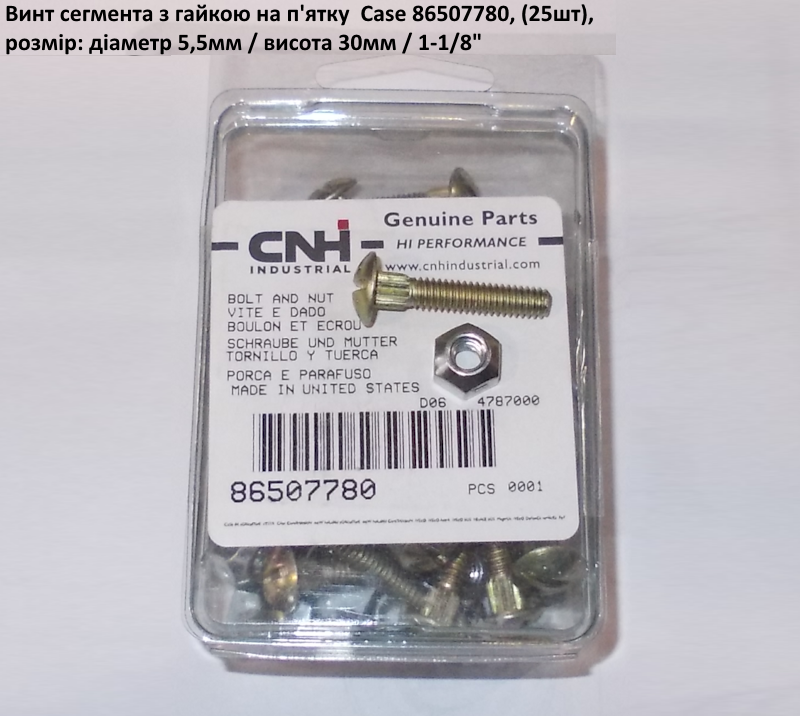 Винт сегмента з гайкою на п'ятку Case 86507780, (25шт),
розмір: діаметр 5,5мм / висота 30мм / 1-1/8"
Genuine Parts
CNH
HI PERFORMANCE
INDUSTRIAL
www.cnhindustrial.com
BOLT AND NUT
VITE E DADO
BOULON ET ECROU
SCHRAUBE UND MUTTER
TORNILLO Y TUERCA
PORCA E PARAFUSO
MADE IN UNITED STATES
D06 4787000
86507780
PCS 0001